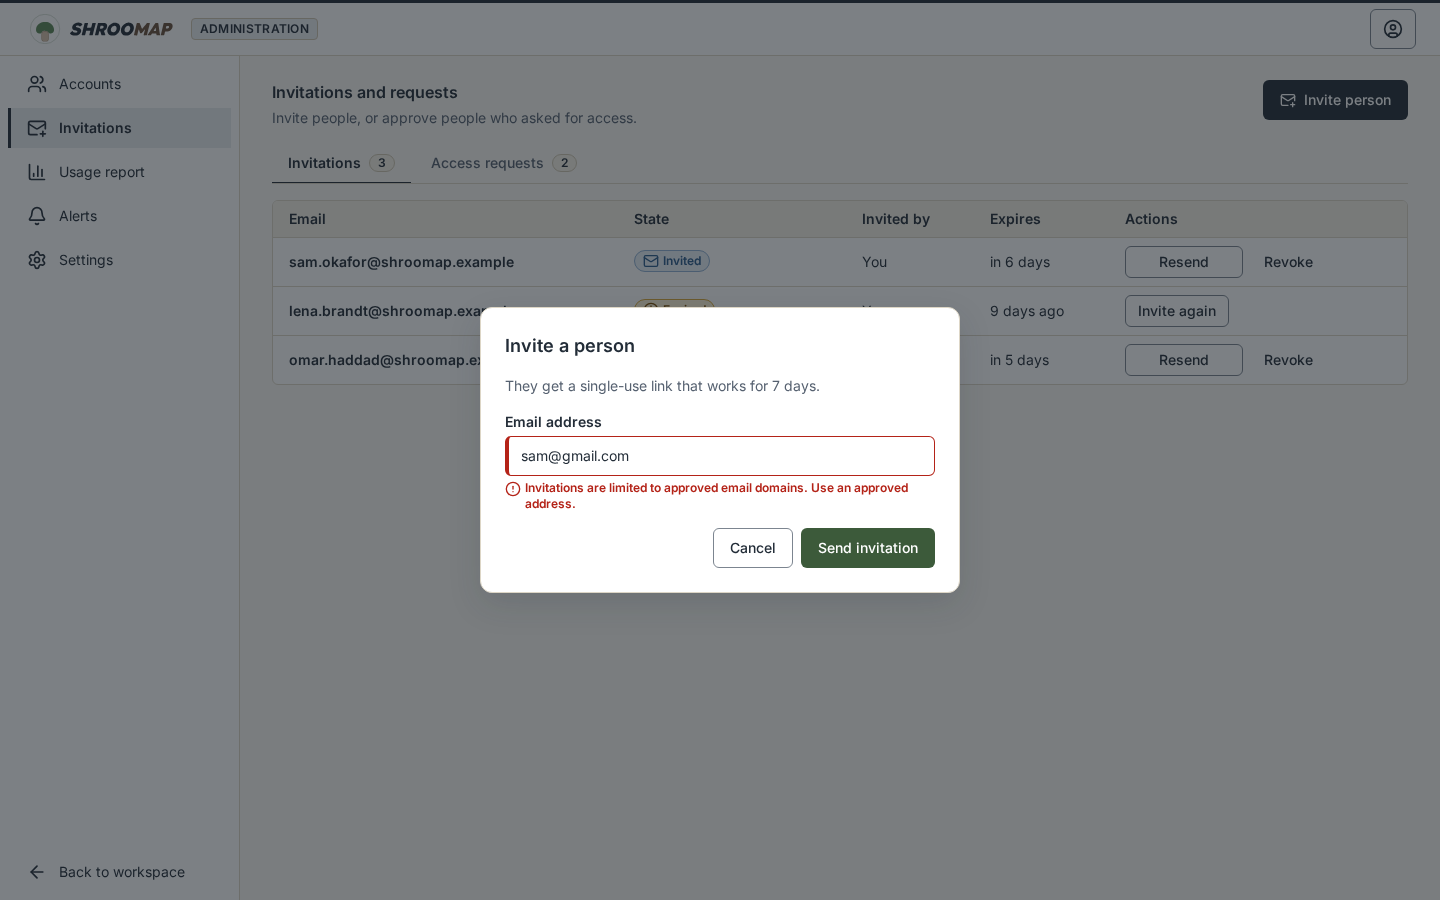 SHROOMAP ADMINISTRATION
Accounts
Invitations
Usage report
Alerts
Settings
Back to workspace
Invitations and requests
Invite people, or approve people who asked for access.
Invite person
Invitations 3 Access requests 2
Email State Invited by Expires Actions
sam.okafor@shroomap.example Invited You in 6 days Resend Revoke
9 days ago Invite again
in 5 days Resend Revoke
Invite a person
They get a single-use link that works for 7 days.
Email address
sam@gmail.com
Invitations are limited to approved email domains. Use an approved
address.
Cancel Send invitation